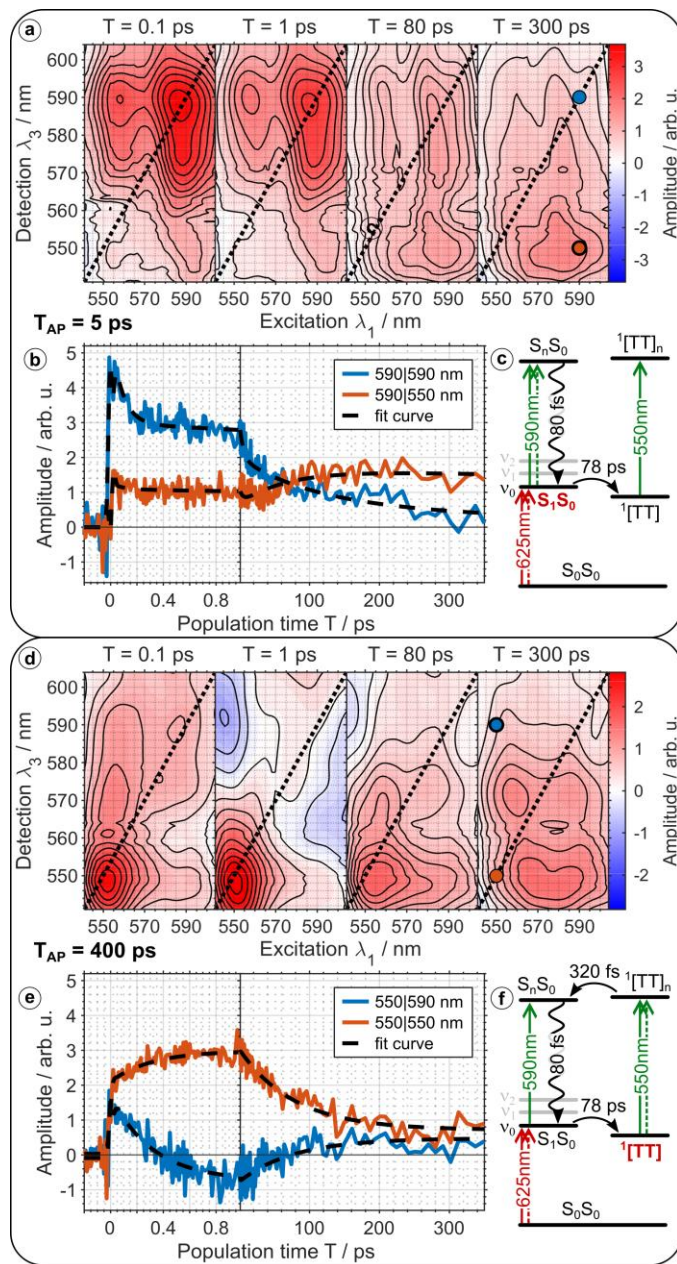 a T = 0.1 ps T = 1 ps T = 80 ps T = 300 ps
600
590
580
570
560
550
Detection λ3 / nm
3
2
1
0
-1
-2
-3
Amplitude / arb. u.
550 570 590 550 570 590 550 570 590 550 570 590
Excitation λ1 / nm
TAP = 5 ps
b
5
4
3
2
1
0
-1
Amplitude / arb. u.
590|590 nm
590|550 nm
fit curve
0 0.4 0.8 100 200 300
Population time T / ps
c
SnS0
1[TT]n
590nm
80 fs
550nm
ν2
ν1
ν0
78 ps
S1S0
1[TT]
625nm
S0S0
d T = 0.1 ps T = 1 ps T = 80 ps T = 300 ps
600
590
580
570
560
550
Detection λ3 / nm
2
1
0
-1
-2
Amplitude / arb. u.
550 570 590 550 570 590 550 570 590 550 570 590
Excitation λ1 / nm
TAP = 400 ps
e
5
4
3
2
1
0
-1
Amplitude / arb. u.
550|590 nm
550|550 nm
fit curve
0 0.4 0.8 100 200 300
Population time T / ps
f
320 fs
SnS0
1[TT]n
590nm
80 fs
550nm
ν2
ν1
ν0
78 ps
S1S0
1[TT]
625nm
S0S0